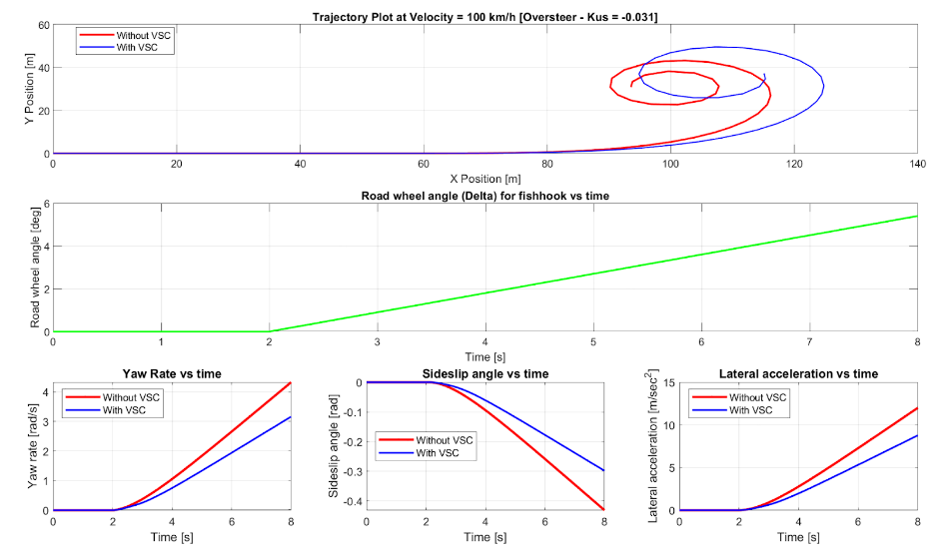 Trajectory Plot at Velocity = 100 km/h [Oversteer - Kus = -0.031]
60
40
20
0
Y Position [m]
Without VSC
With VSC
0 20 40 60 80 100 120 140
X Position [m]
Road wheel angle (Delta) for fishhook vs time
6
4
2
0
Road wheel angle [deg]
0 1 2 3 4 5 6 7 8
Time [s]
Yaw Rate vs time
4
3
2
1
0
Yaw rate [rad/s]
Without VSC
With VSC
0 2 4 6 8
Time [s]
Sideslip angle vs time
0
-0.1
-0.2
-0.3
-0.4
Sideslip angle [rad]
Without VSC
With VSC
0 2 4 6 8
Time [s]
Lateral acceleration vs time
15
10
5
0
Lateral acceleration [m/sec²]
Without VSC
With VSC
0 2 4 6 8
Time [s]